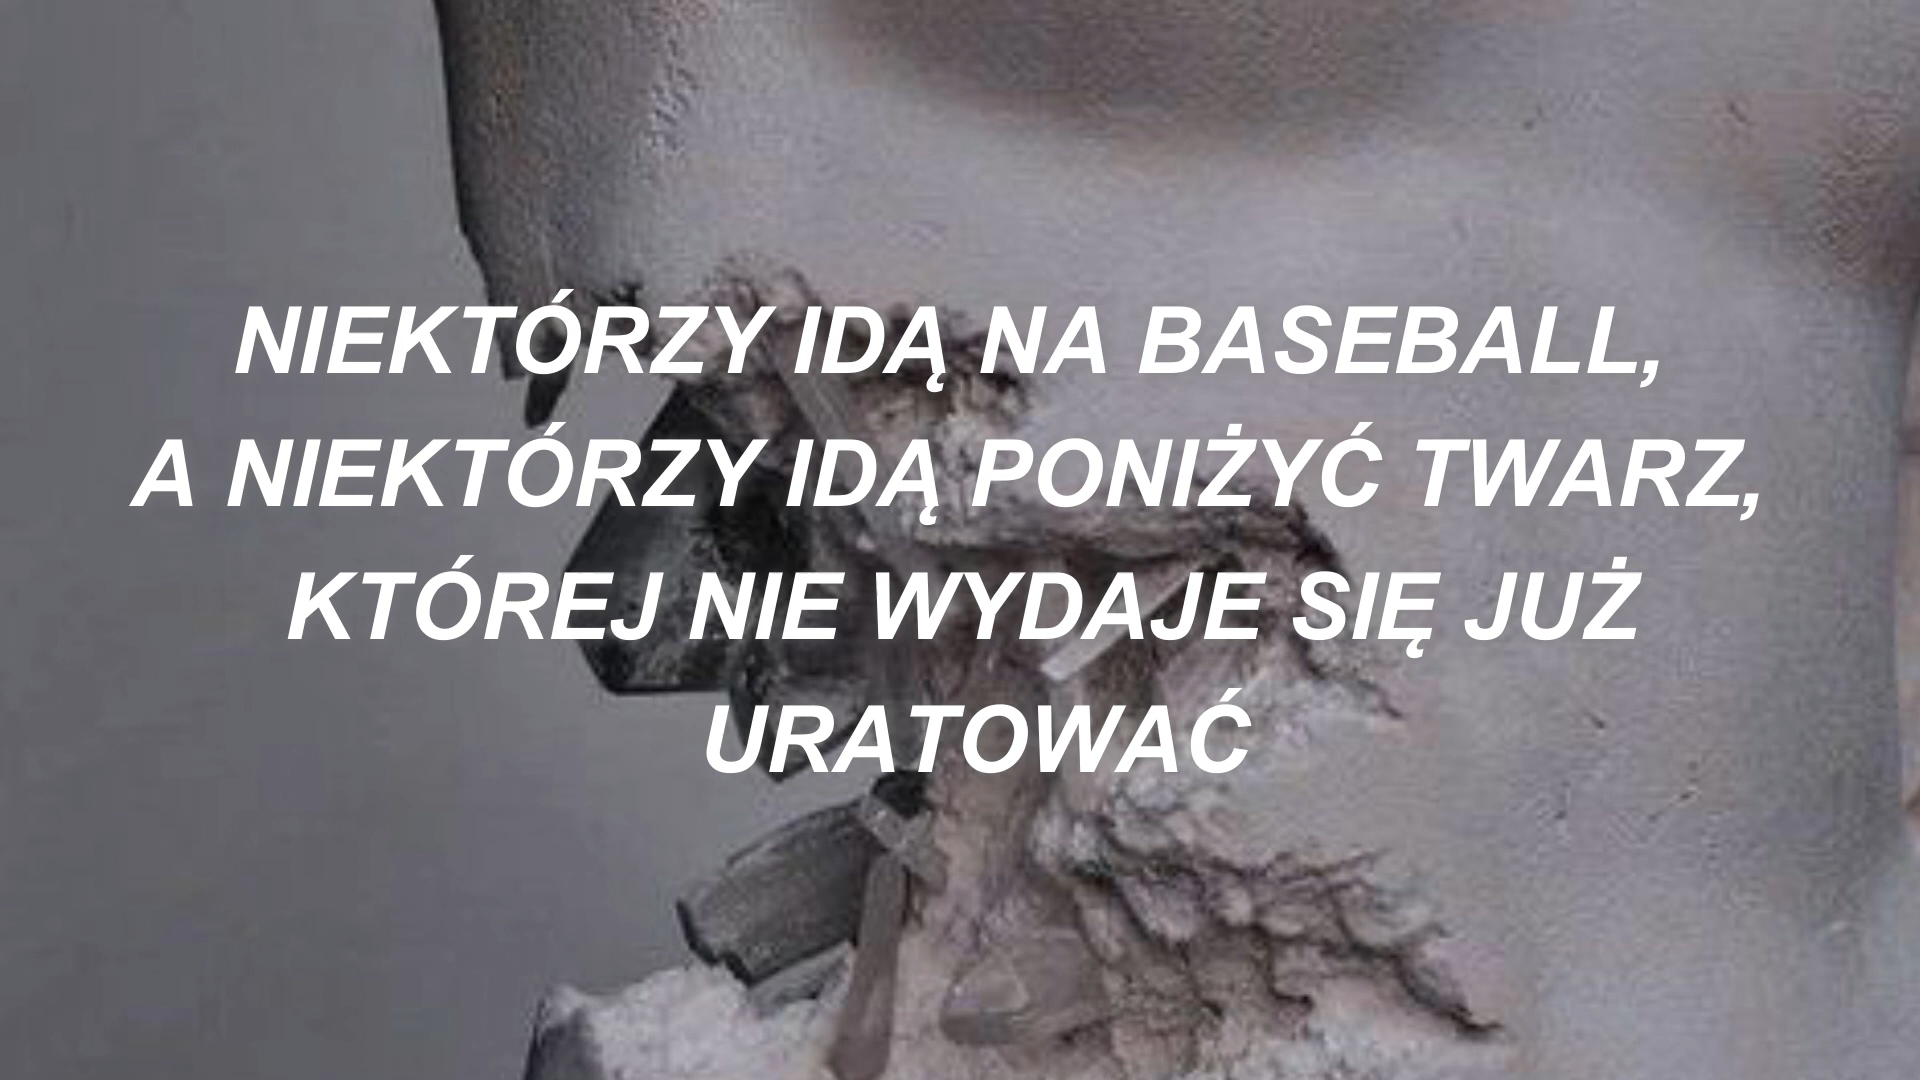 NIEKTÓRZY IDĄ NA BASEBALL,
A NIEKTÓRZY IDĄ PONIŻYĆ TWARZ,
KTÓREJ NIE WYDAJE SIĘ JUŻ
URATOWAĆ